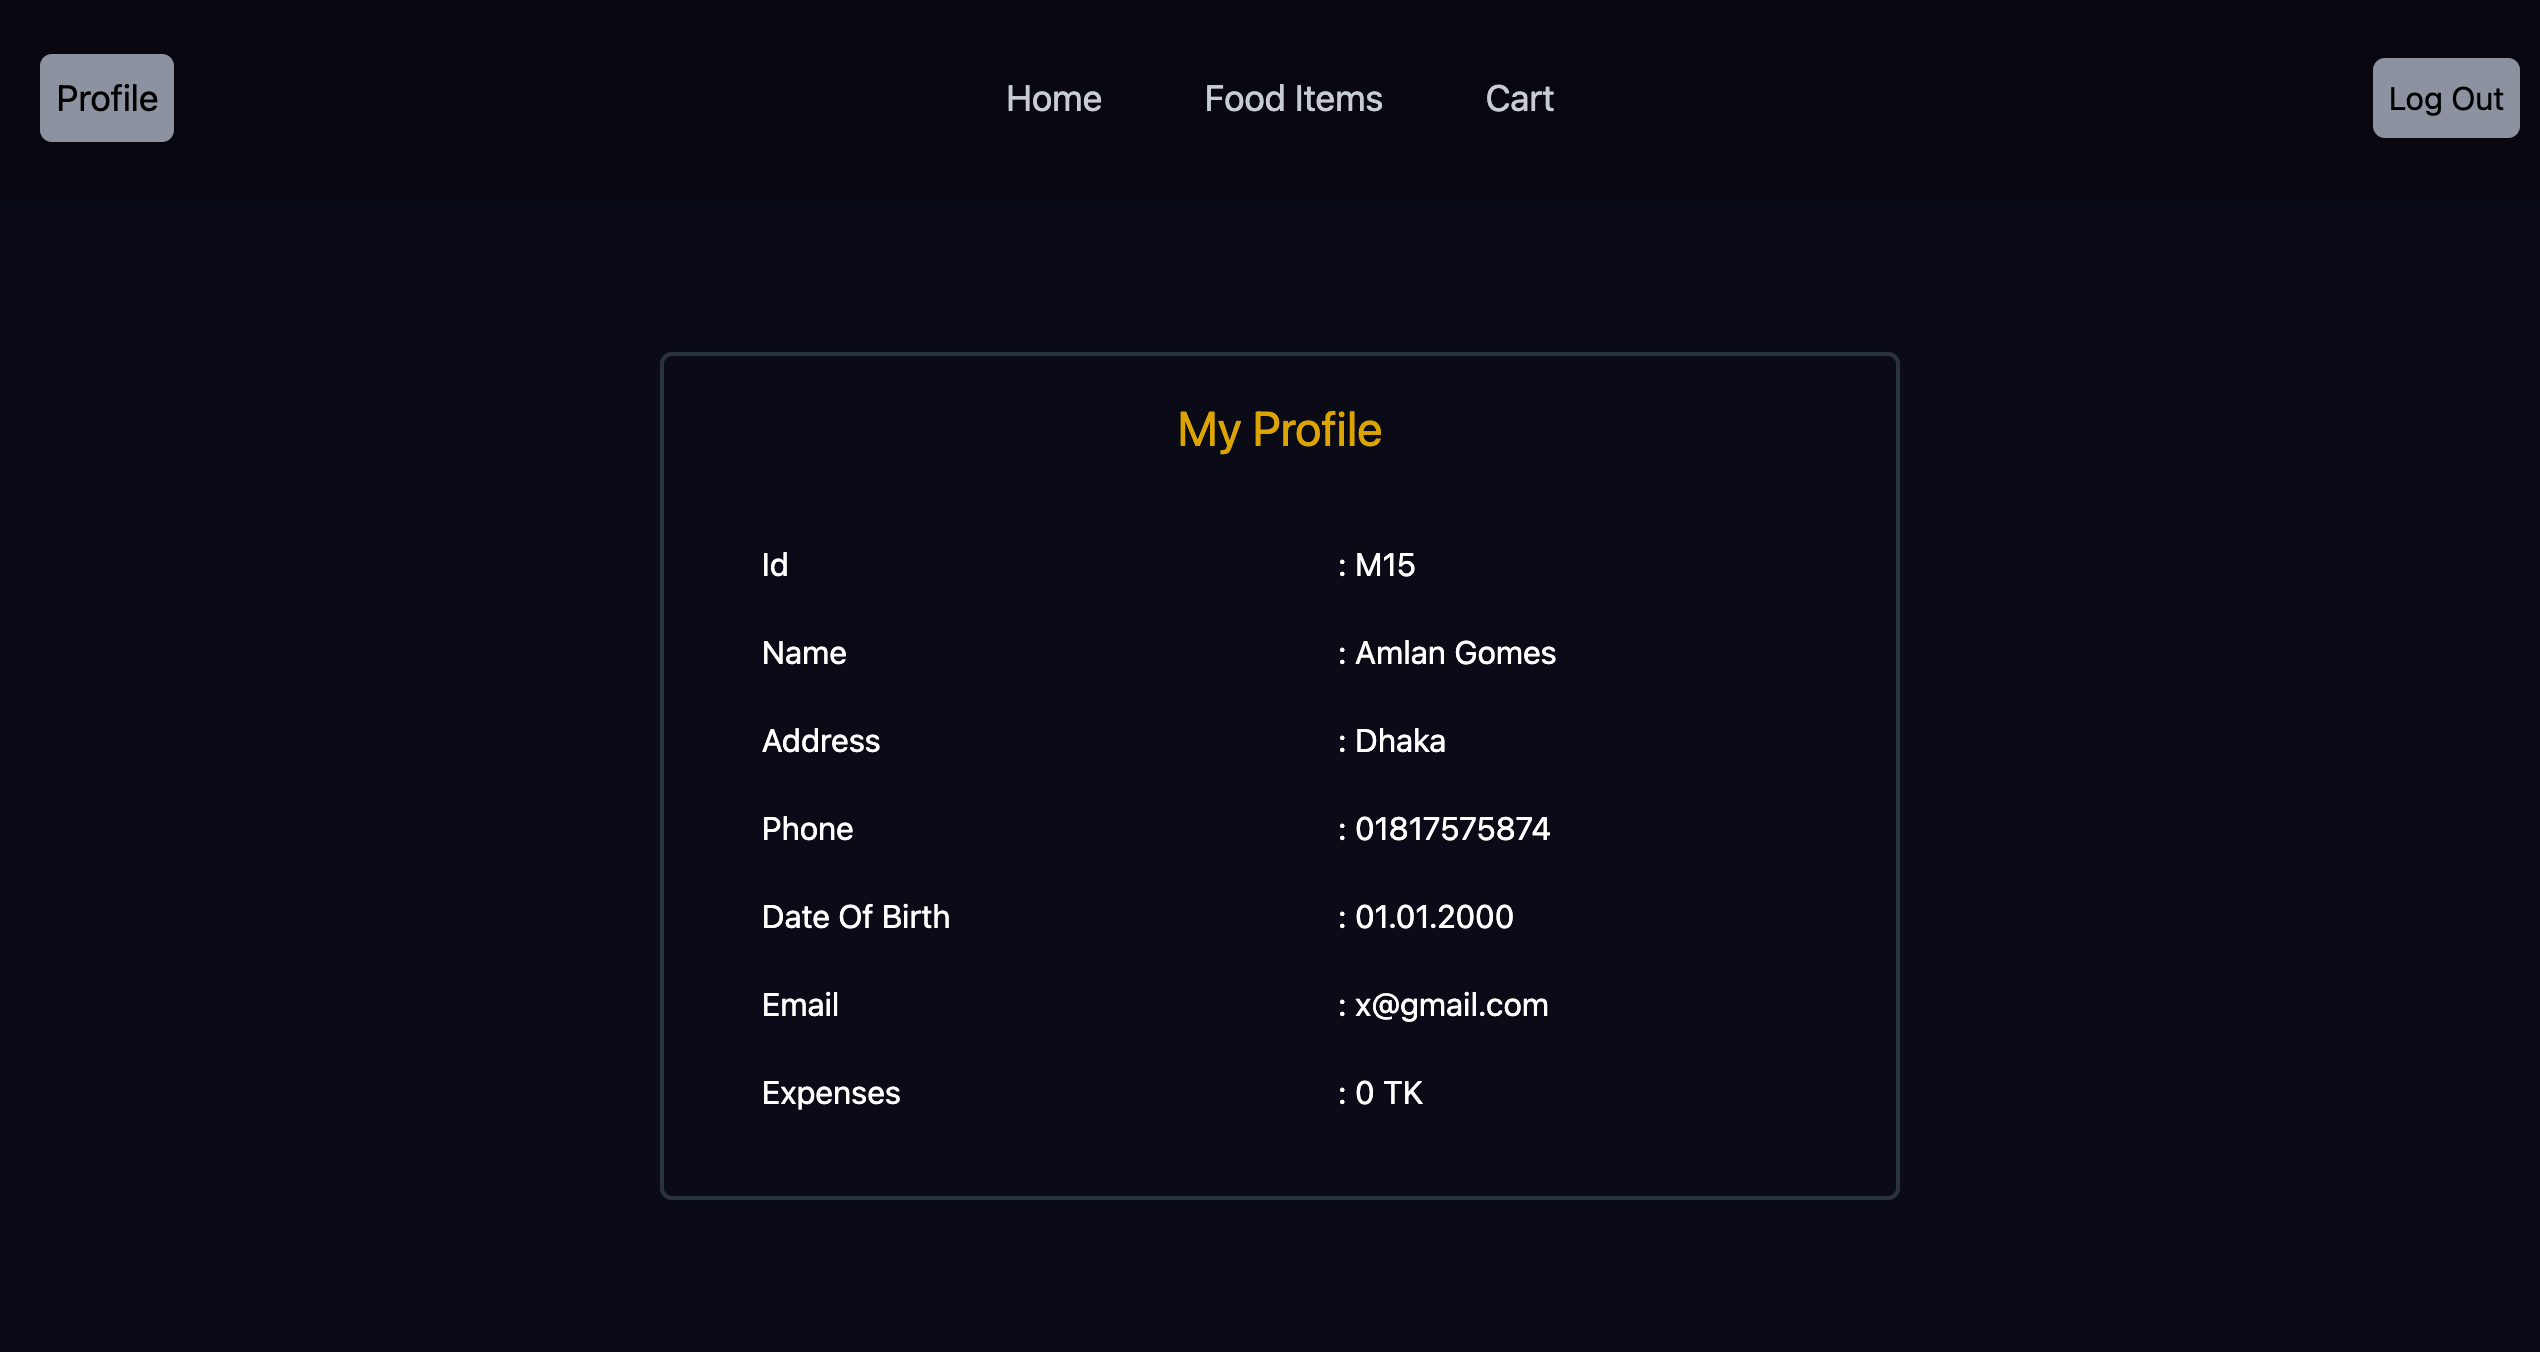 Profile Home Food Items Cart Log Out
My Profile
Id : M15
Name : Amlan Gomes
Address : Dhaka
Phone : 01817575874
Date Of Birth : 01.01.2000
Email : x@gmail.com
Expenses : 0 TK